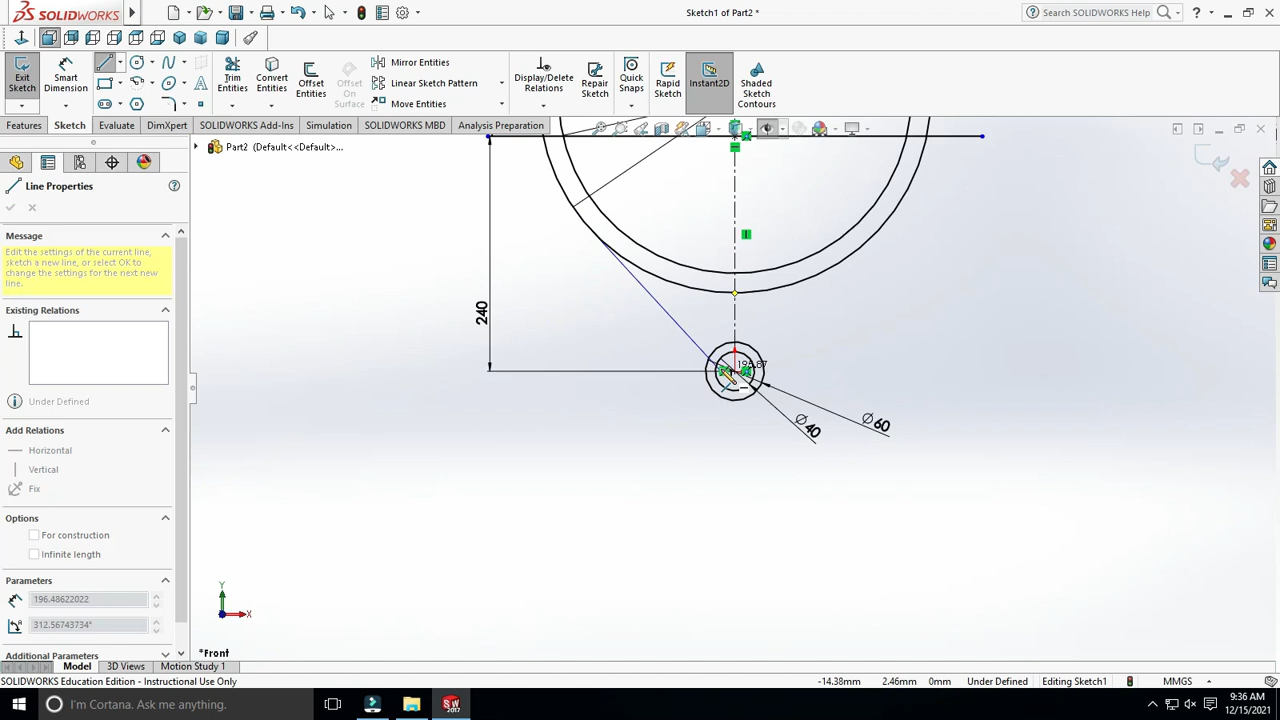 SOLIDWORKS
Sketch1 of Part2 *
Search SOLIDWORKS Help
?
Exit Sketch
Smart Dimension
Trim Entities
Convert Entities
Offset Entities
Offset On Surface
Mirror Entities
Linear Sketch Pattern
Move Entities
Display/Delete Relations
Repair Sketch
Quick Snaps
Rapid Sketch
Instant2D
Shaded Sketch Contours
Features
Sketch
Evaluate
DimXpert
SOLIDWORKS Add-Ins
Simulation
SOLIDWORKS MBD
Analysis Preparation
Part2 (Default<<Default>...
Line Properties
Message
Edit the settings of the current line, sketch a new line, or select OK to change the settings for the next new line.
Existing Relations
Under Defined
Add Relations
Horizontal
Vertical
Fix
Options
For construction
Infinite length
Parameters
196.48622022
312.56743734°
Additional Parameters
240
195.87
Ø40
Ø60
Y
X
*Front
Model
3D Views
Motion Study 1
SOLIDWORKS Education Edition - Instructional Use Only
-14.38mm
2.46mm
0mm
Under Defined
Editing Sketch1
MMGS
I'm Cortana. Ask me anything.
SW
2017
9:36 AM
12/15/2021